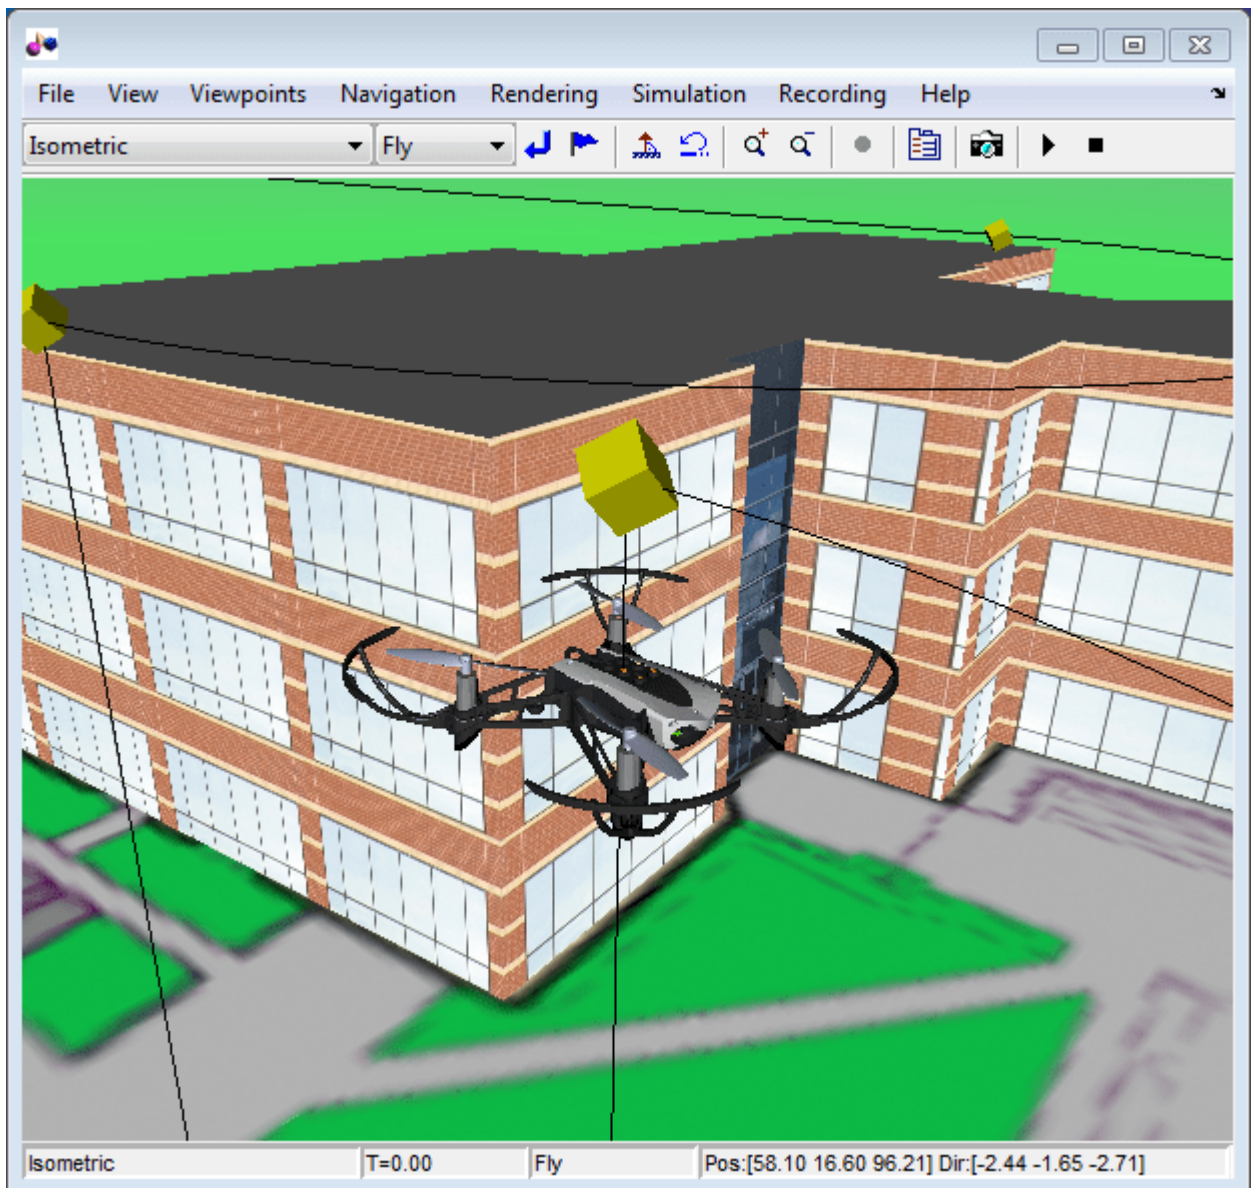 File View Viewpoints Navigation Rendering Simulation Recording Help
Isometric Fly
Isometric T=0.00 Fly Pos:[58.10 16.60 96.21] Dir:[-2.44 -1.65 -2.71]